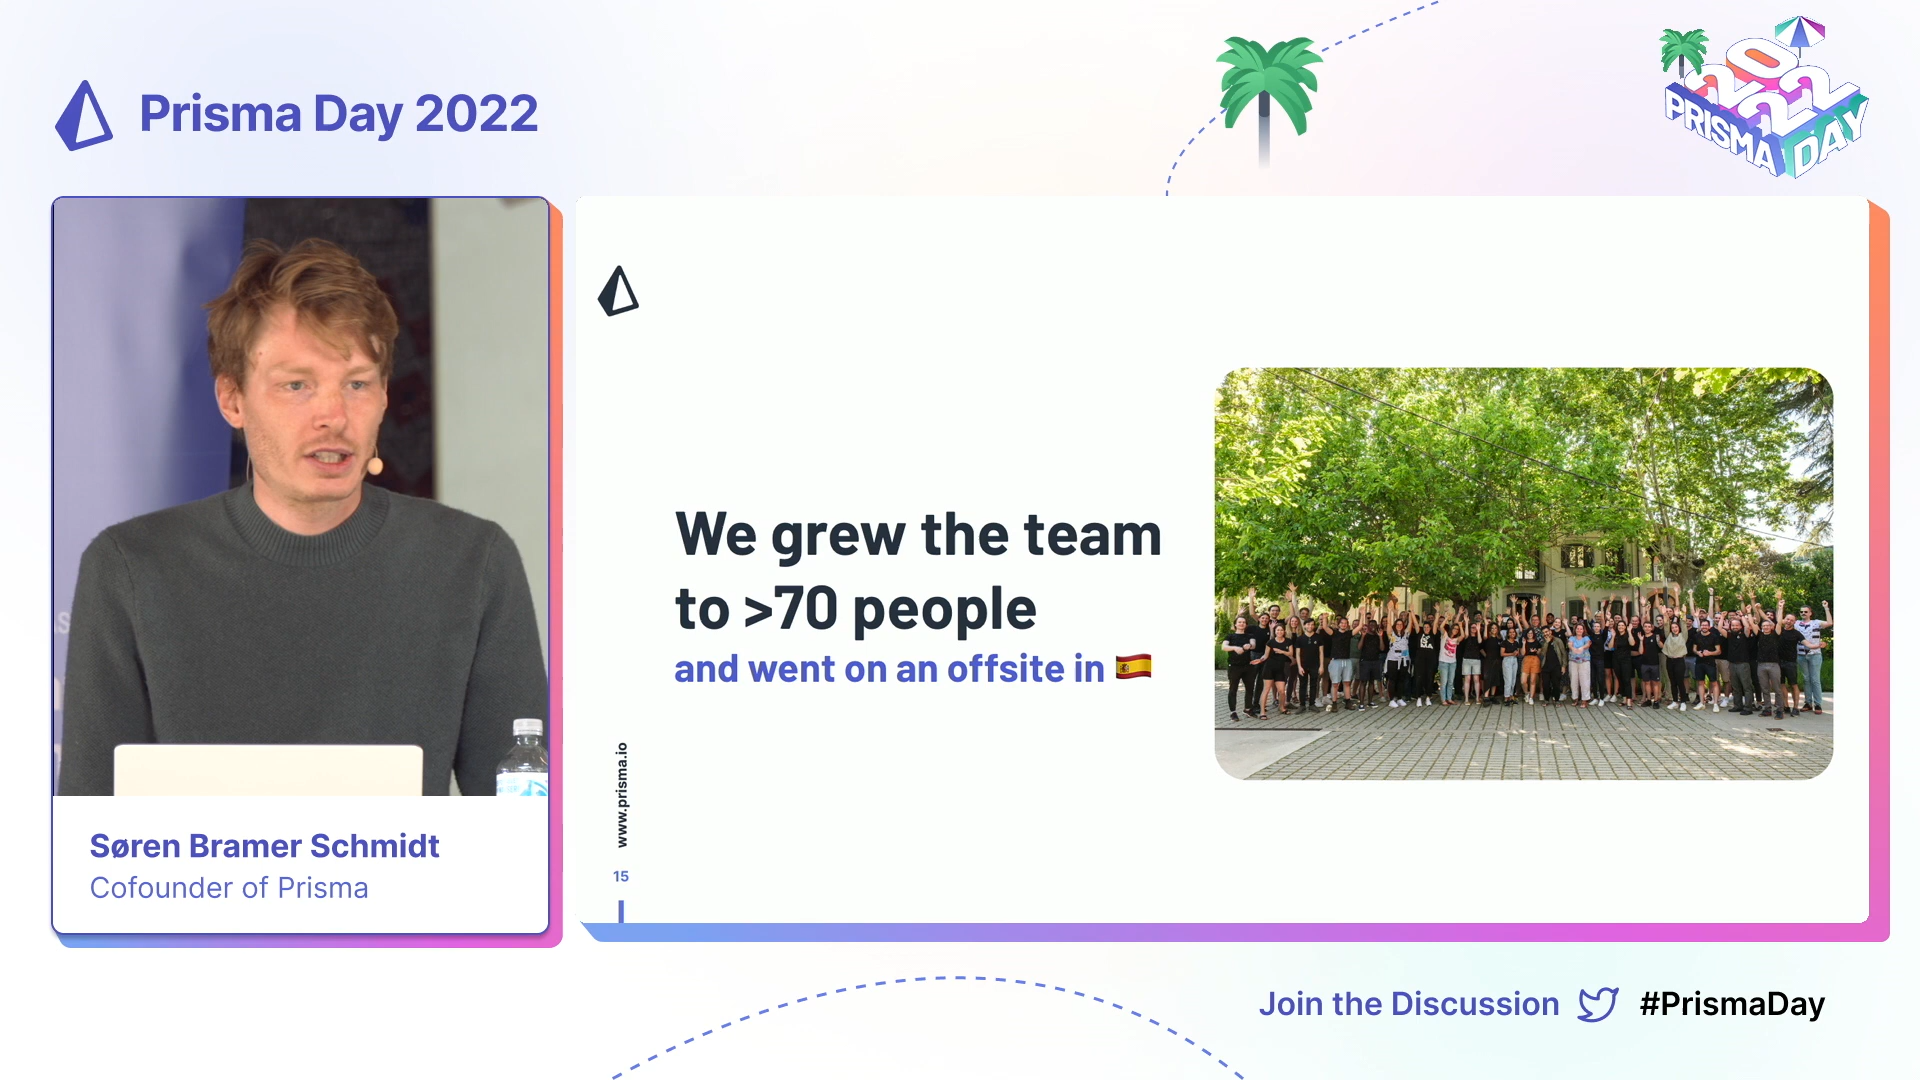 Prisma Day 2022
2022
PRISMA DAY
We grew the team
to >70 people
and went on an offsite in 🇪🇸
www.prisma.io
15
Søren Bramer Schmidt
Cofounder of Prisma
Join the Discussion #PrismaDay